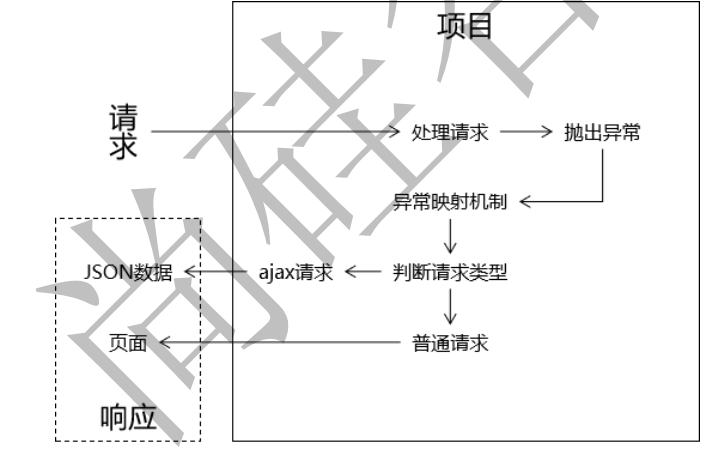 项目
请求
处理请求
抛出异常
异常映射机制
JSON数据
ajax请求
判断请求类型
页面
普通请求
响应
尚硅谷